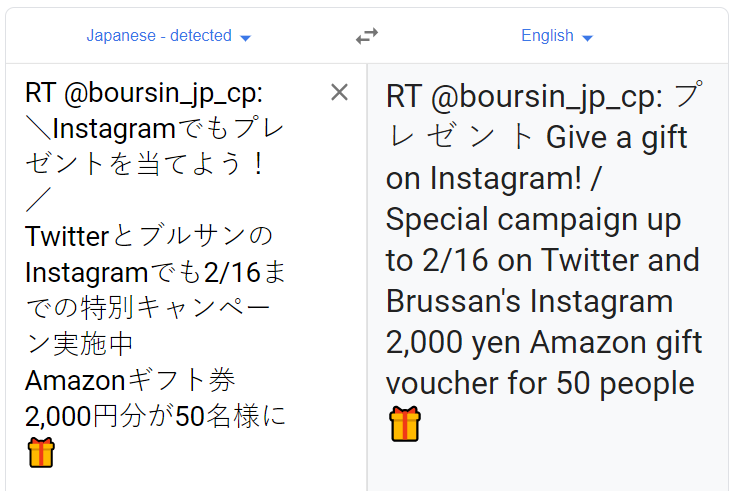 Japanese - detected
English
RT @boursin_jp_cp:
＼Instagramでもプレ
ゼントを当てよう！
／
Twitterとブルサンの
Instagramでも2/16ま
での特別キャンペー
ン実施中
Amazonギフト券
2,000円分が50名様に
🎁
RT @boursin_jp_cp: プ
レ ゼ ン ト Give a gift
on Instagram! /
Special campaign up
to 2/16 on Twitter and
Brussan's Instagram
2,000 yen Amazon gift
voucher for 50 people
🎁